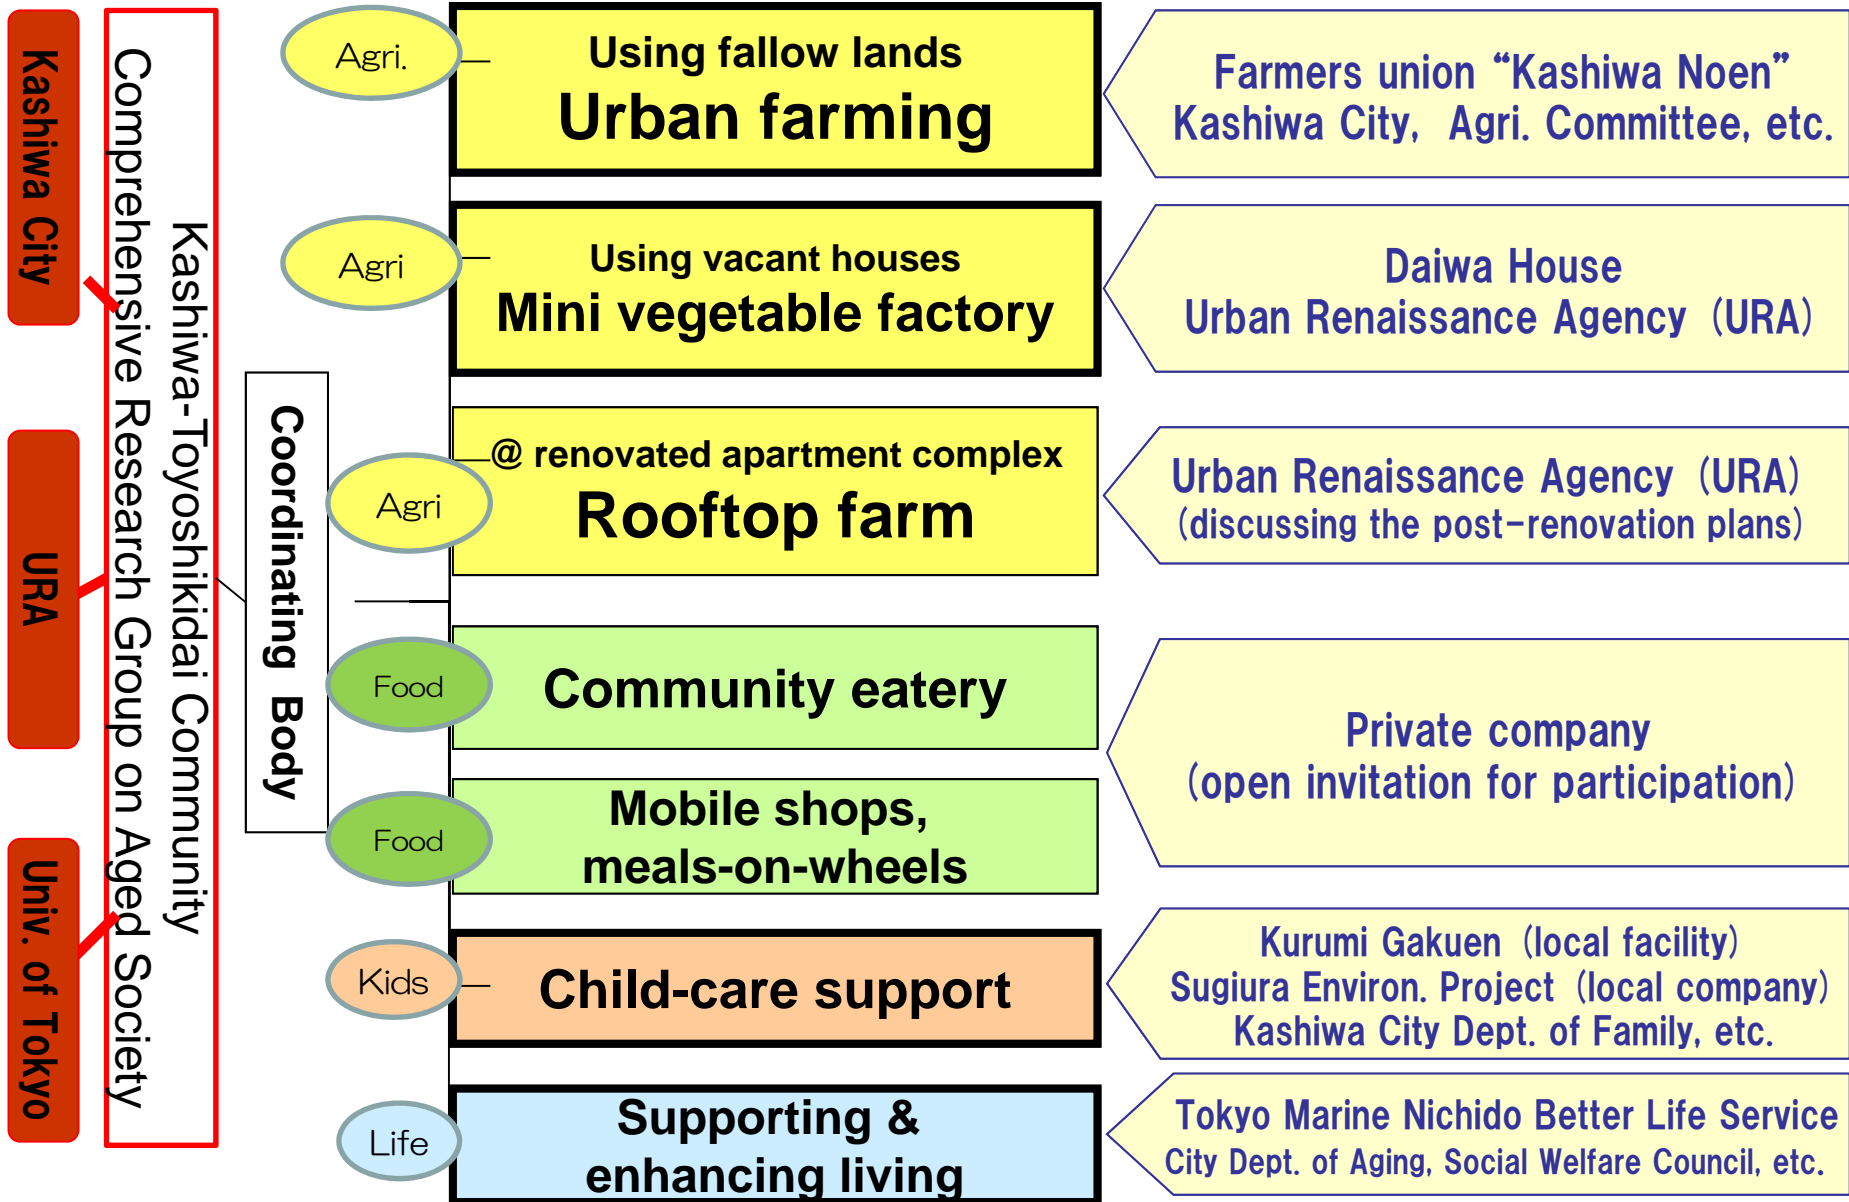 Kashiwa City
URA
Univ. of Tokyo
Kashiwa-Toyoshikidai Community
Comprehensive Research Group on Aged Society
Coordinating Body
Agri.
Using fallow lands
Urban farming
Farmers union “Kashiwa Noen”
Kashiwa City, Agri. Committee, etc.
Agri
Using vacant houses
Mini vegetable factory
Daiwa House
Urban Renaissance Agency (URA)
Agri
@ renovated apartment complex
Rooftop farm
Urban Renaissance Agency (URA)
(discussing the post-renovation plans)
Food
Community eatery
Food
Mobile shops,
meals-on-wheels
Private company
(open invitation for participation)
Kids
Child-care support
Kurumi Gakuen (local facility)
Sugiura Environ. Project (local company)
Kashiwa City Dept. of Family, etc.
Life
Supporting &
enhancing living
Tokyo Marine Nichido Better Life Service
City Dept. of Aging, Social Welfare Council, etc.